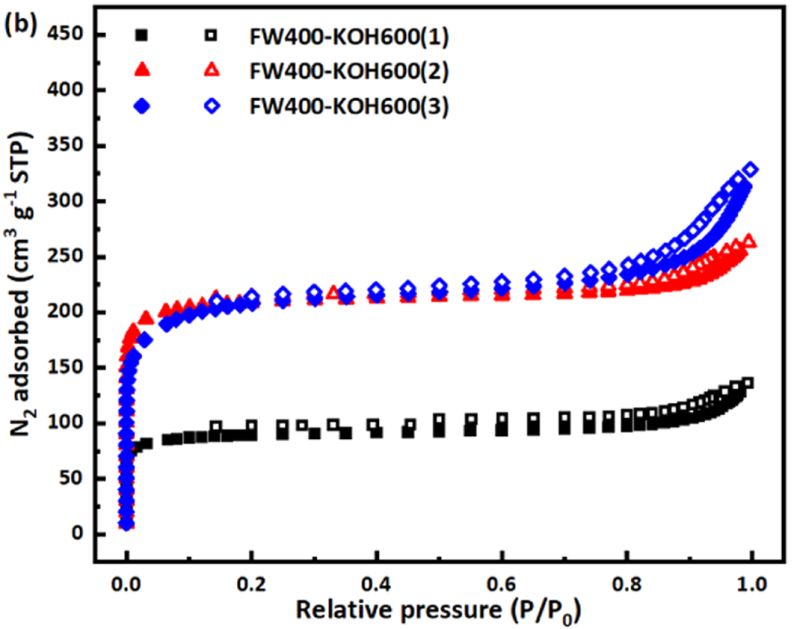 (b)
450
400
350
300
250
200
150
100
50
0
N₂ adsorbed (cm³ g⁻¹ STP)
FW400-KOH600(1)
FW400-KOH600(2)
FW400-KOH600(3)
0.0 0.2 0.4 0.6 0.8 1.0
Relative pressure (P/P₀)